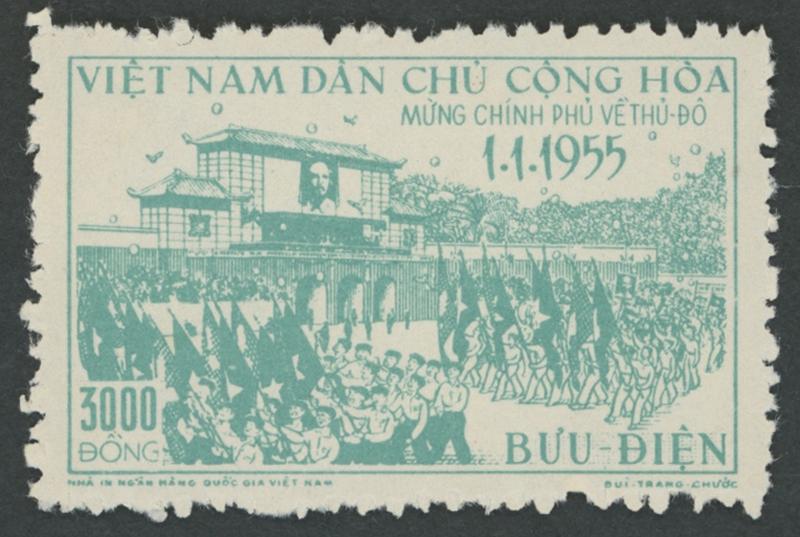 VIỆT NAM DÂN CHỦ CỘNG HÒA
MỪNG CHÍNH PHỦ VỀ THỦ-ĐÔ
1.1.1955
3000
ĐỒNG
BƯU-ĐIỆN
NHÀ IN NGÂN HÀNG QUỐC GIA VIỆT NAM
BUI-TRANG-CHƯỚC